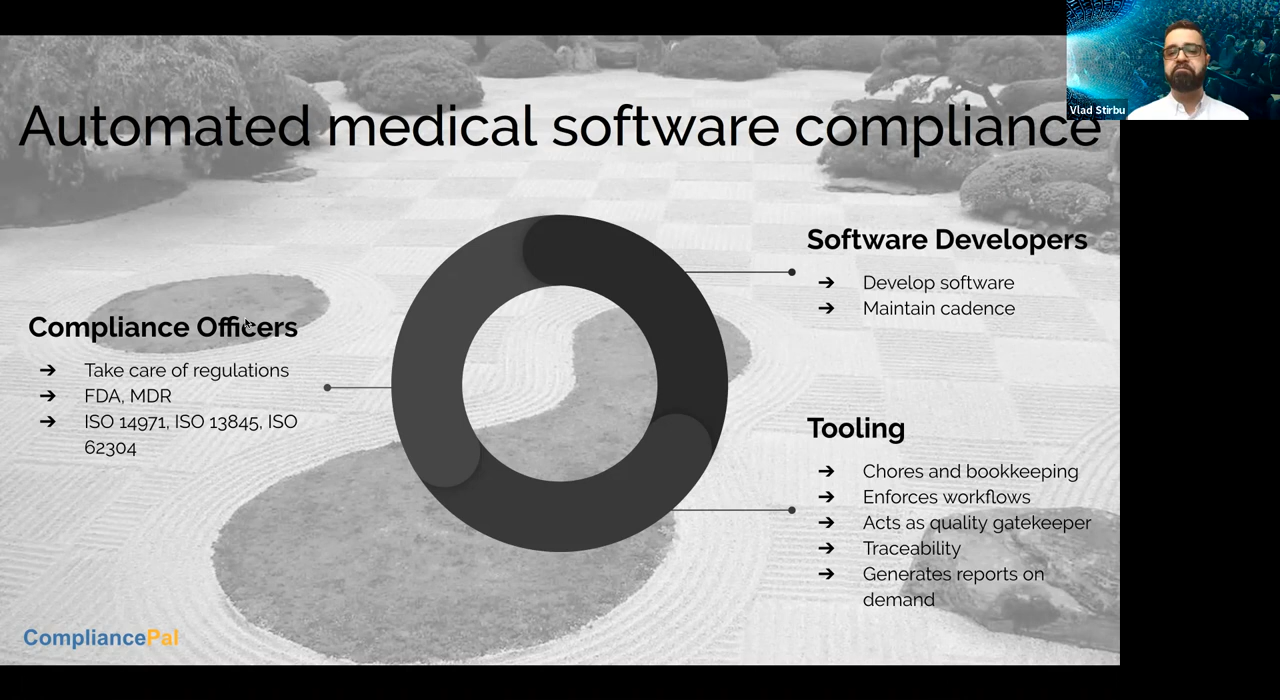 Vlad Stirbu
Automated medical software compliance
Software Developers
➔ Develop software
➔ Maintain cadence
Compliance Officers
➔ Take care of regulations
➔ FDA, MDR
➔ ISO 14971, ISO 13845, ISO
62304
Tooling
➔ Chores and bookkeeping
➔ Enforces workflows
➔ Acts as quality gatekeeper
➔ Traceability
➔ Generates reports on
demand
CompliancePal